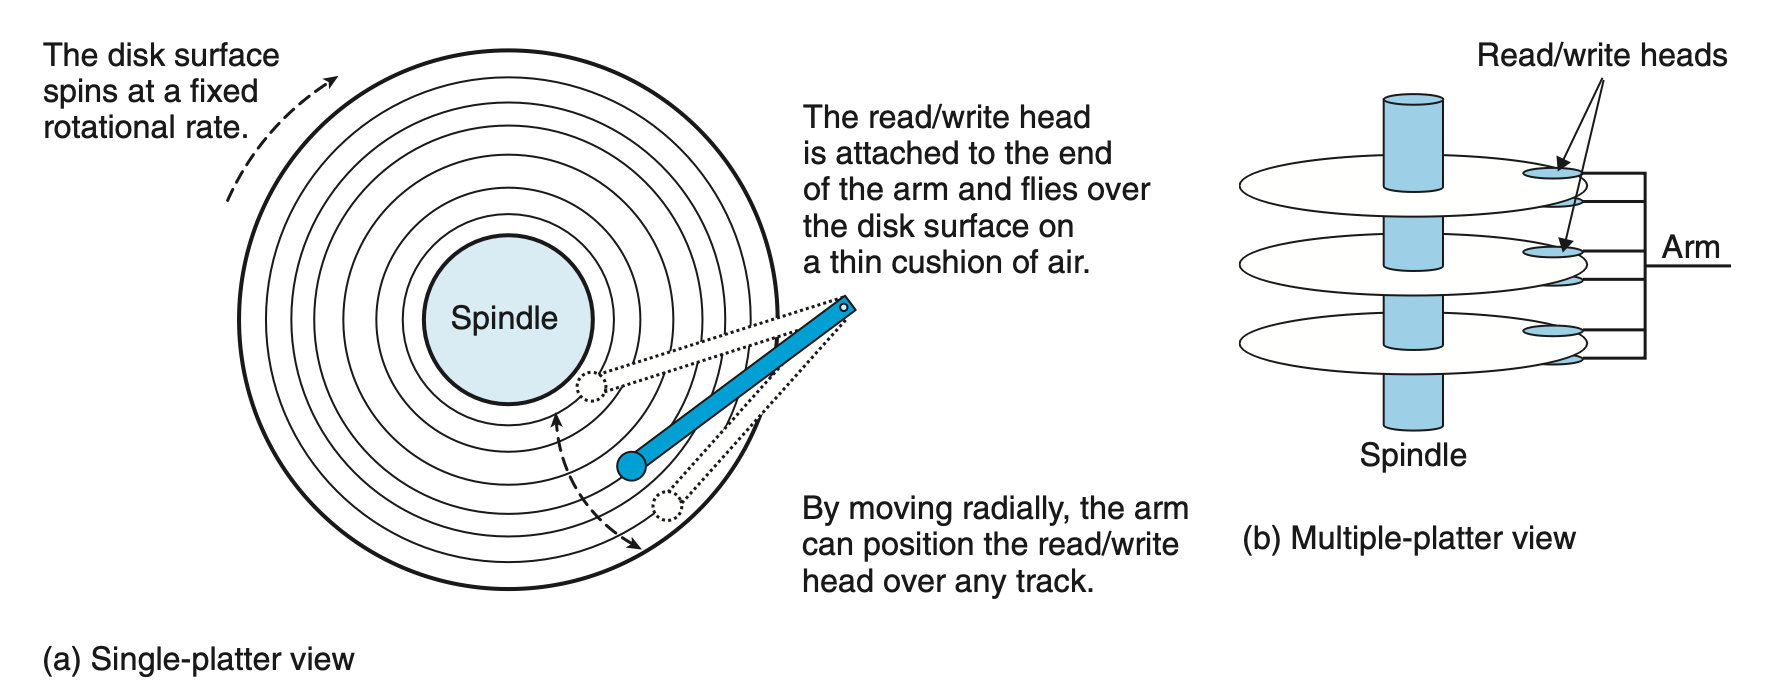 The disk surface
spins at a fixed
rotational rate.
Spindle
The read/write head
is attached to the end
of the arm and flies over
the disk surface on
a thin cushion of air.
By moving radially, the arm
can position the read/write
head over any track.
(a) Single-platter view
Read/write heads
Arm
Spindle
(b) Multiple-platter view